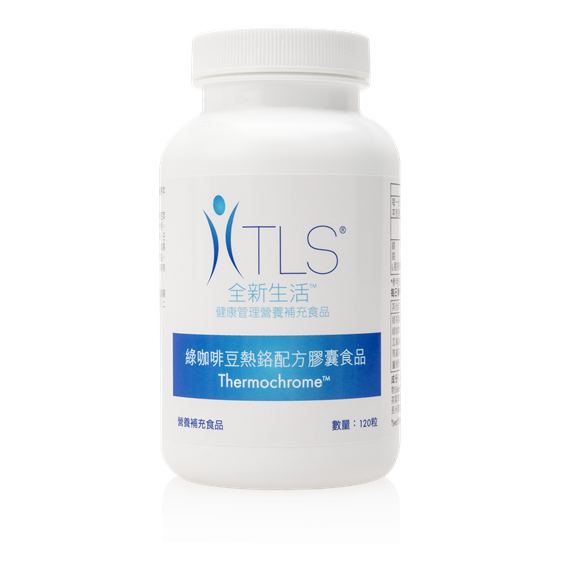 TLS®
全新生活™
健康管理營養補充食品
綠咖啡豆熱鉻配方膠囊食品
Thermochrome™
營養補充食品
數量：120粒